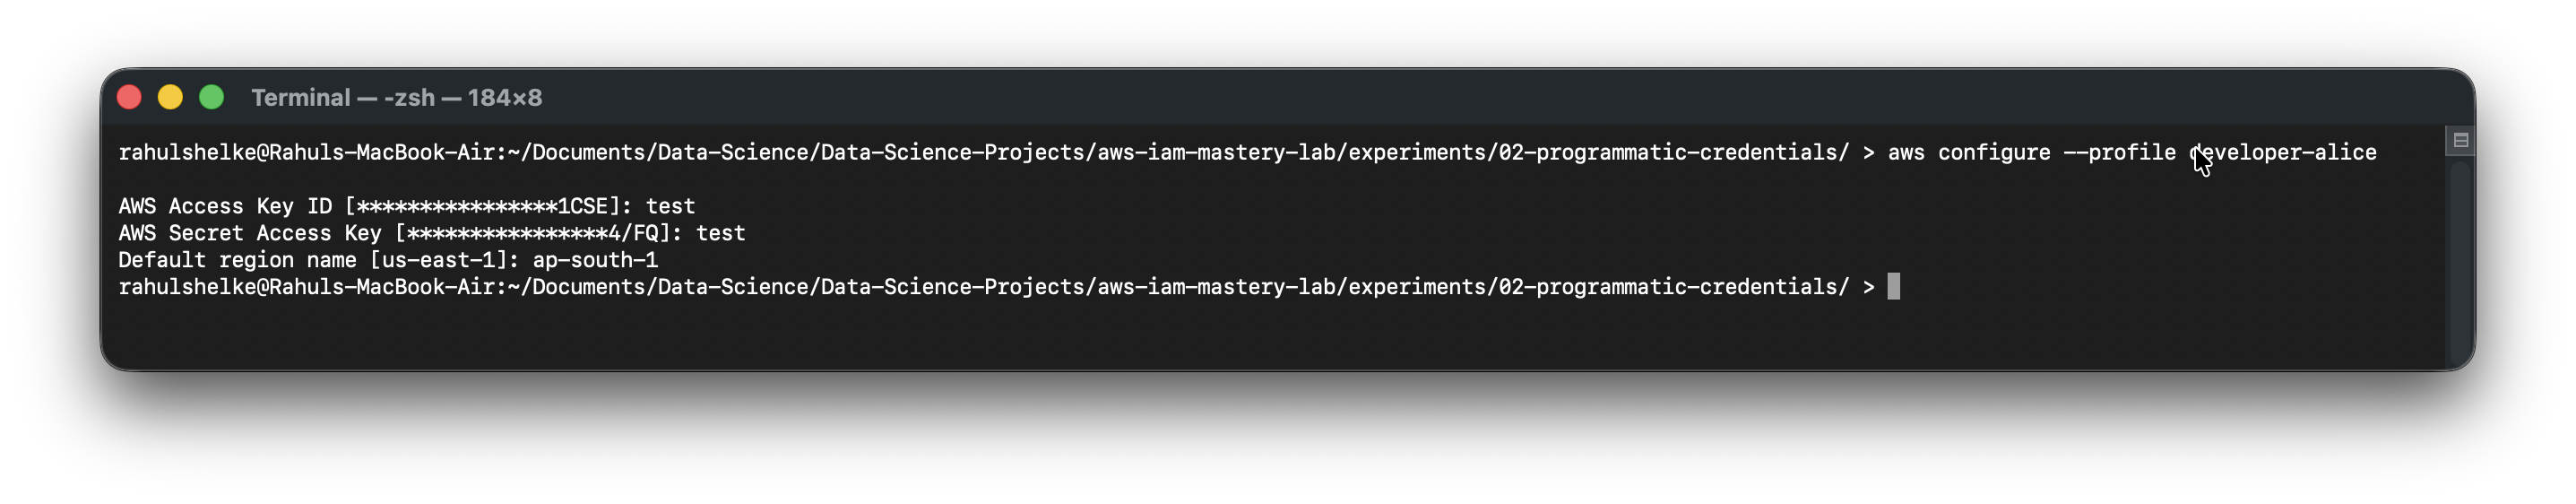 Terminal — -zsh — 184×8
rahulshelke@Rahuls-MacBook-Air:~/Documents/Data-Science/Data-Science-Projects/aws-iam-mastery-lab/experiments/02-programmatic-credentials/ > aws configure --profile developer-alice
AWS Access Key ID [****************1CSE]: test
AWS Secret Access Key [****************4/FQ]: test
Default region name [us-east-1]: ap-south-1
rahulshelke@Rahuls-MacBook-Air:~/Documents/Data-Science/Data-Science-Projects/aws-iam-mastery-lab/experiments/02-programmatic-credentials/ >